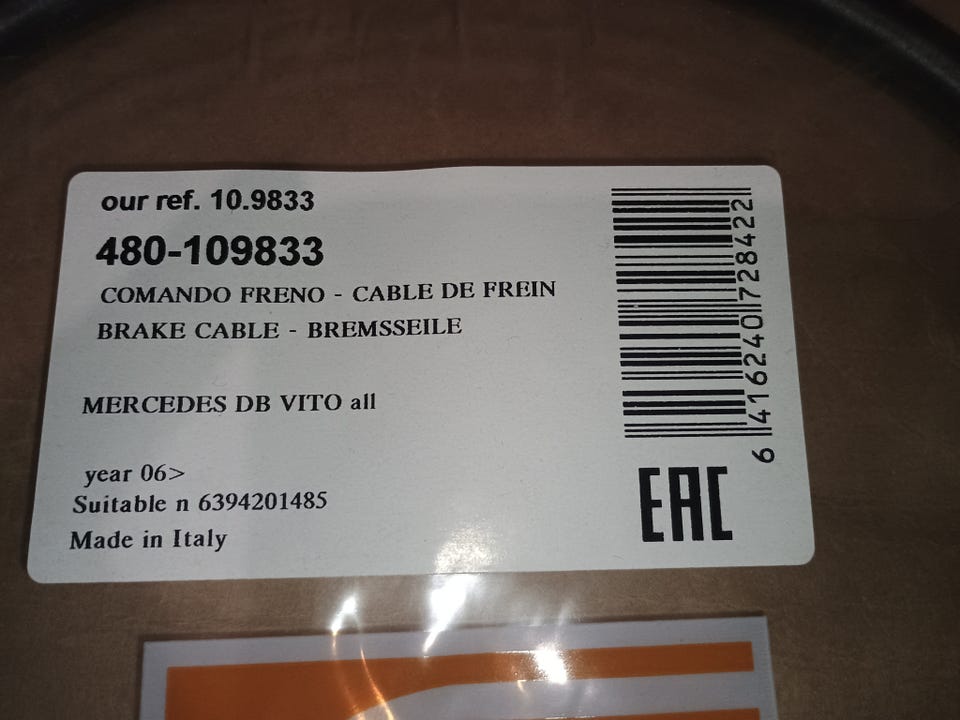 our ref. 10.9833
480-109833
COMANDO FRENO - CABLE DE FREIN
BRAKE CABLE - BREMSSEILE
MERCEDES DB VITO all
year 06>
Suitable n 6394201485
Made in Italy
6 416240 728422
EAC